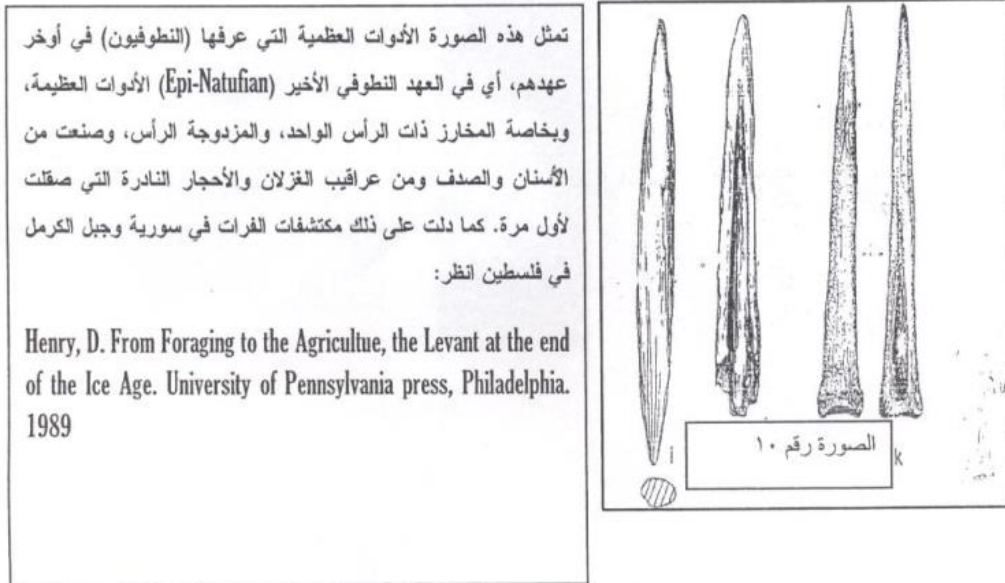 تمثل هذه الصورة الأدوات العظمية التي عرفها (النطوفيون) في أوخر
عهدهم، أي في العهد النطوفي الأخير (Epi-Natufian) الأدوات العظيمة،
وبخاصة المخارز ذات الرأس الواحد، والمزدوجة الرأس، وصنعت من
الأسنان والصدف ومن عراقيب الغزلان والأحجار النادرة التي صقلت
لأول مرة. كما دلت على ذلك مكتشفات الفرات في سورية وجبل الكرمل
في فلسطين انظر:
Henry, D. From Foraging to the Agricultue, the Levant at the end
of the Ice Age. University of Pennsylvania press, Philadelphia.
1989
الصورة رقم ١٠
i
k